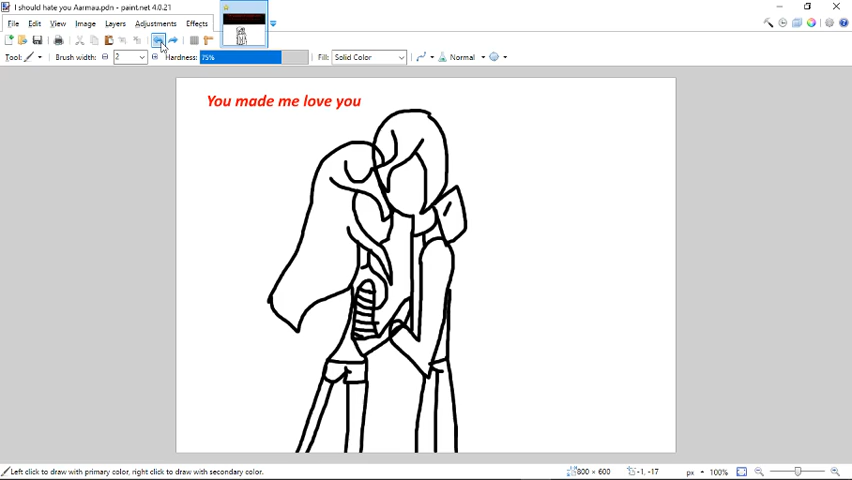 I should hate you Aarmau.pdn - paint.net 4.0.21
File Edit View Image Layers Adjustments Effects
Tool: Brush width: 2 Hardness: 75% Fill: Solid Color Normal
You made me love you
Left click to draw with primary color, right click to draw with secondary color. 800 × 600 -1, -17 px 100%